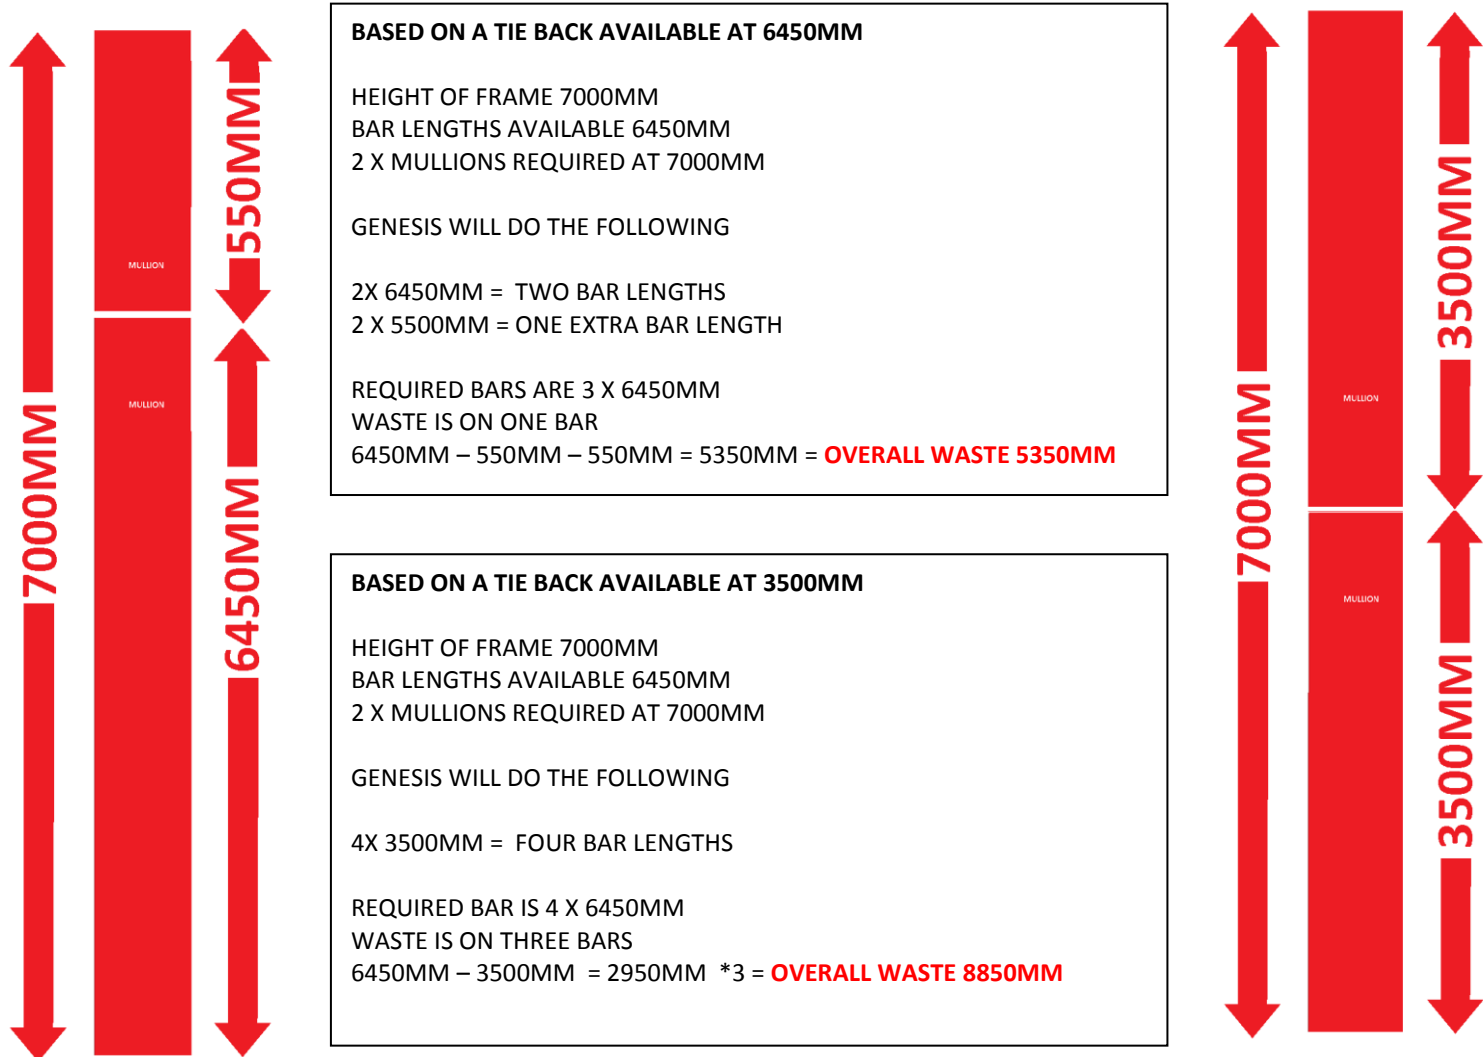 7000MM
MULLION
MULLION
550MM
6450MM
BASED ON A TIE BACK AVAILABLE AT 6450MM
HEIGHT OF FRAME 7000MM
BAR LENGTHS AVAILABLE 6450MM
2 X MULLIONS REQUIRED AT 7000MM
GENESIS WILL DO THE FOLLOWING
2X 6450MM = TWO BAR LENGTHS
2 X 5500MM = ONE EXTRA BAR LENGTH
REQUIRED BARS ARE 3 X 6450MM
WASTE IS ON ONE BAR
6450MM – 550MM – 550MM = 5350MM = OVERALL WASTE 5350MM
BASED ON A TIE BACK AVAILABLE AT 3500MM
HEIGHT OF FRAME 7000MM
BAR LENGTHS AVAILABLE 6450MM
2 X MULLIONS REQUIRED AT 7000MM
GENESIS WILL DO THE FOLLOWING
4X 3500MM = FOUR BAR LENGTHS
REQUIRED BAR IS 4 X 6450MM
WASTE IS ON THREE BARS
6450MM – 3500MM = 2950MM *3 = OVERALL WASTE 8850MM
7000MM
MULLION
MULLION
3500MM
3500MM